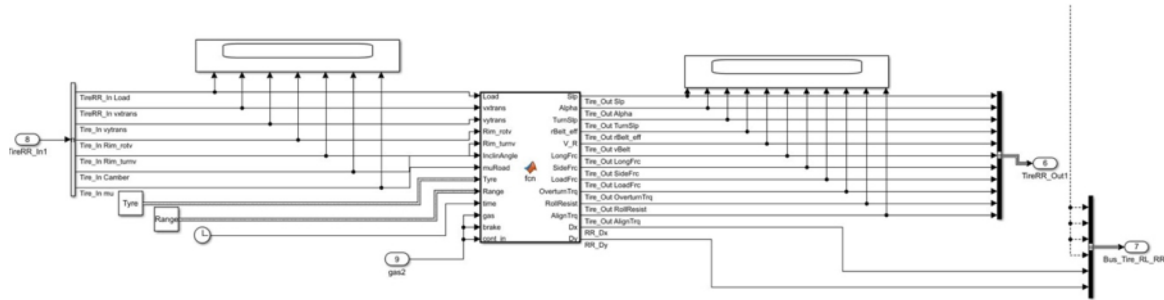 8
TireRR_In1
TireRR_In Load
TireRR_In vxtrans
Tire_In vytrans
Tire_In Rim_rotv
Tire_In Rim_turnv
Tire_In Camber
Tire_In mu
Tyre
Range
9
gas2
Load
vxtrans
vytrans
Rim_rotv
Rim_turnv
InclinAngle
muRoad
Tyre
Range
time
gas
brake
cont_in
fcn
Slp
Alpha
TurnSlp
rBelt_eff
V_R
LongFrc
SideFrc
LoadFrc
OverturnTrq
RollResist
AlignTrq
Dx
Dy
Tire_Out Slp
Tire_Out Alpha
Tire_Out TurnSlp
Tire_Out rBelt_eff
Tire_Out vBelt
Tire_Out LongFrc
Tire_Out SideFrc
Tire_Out LoadFrc
Tire_Out OverturnTrq
Tire_Out RollResist
Tire_Out AlignTrq
RR_Dx
RR_Dy
6
TireRR_Out1
7
Bus_Tire_RL_RR